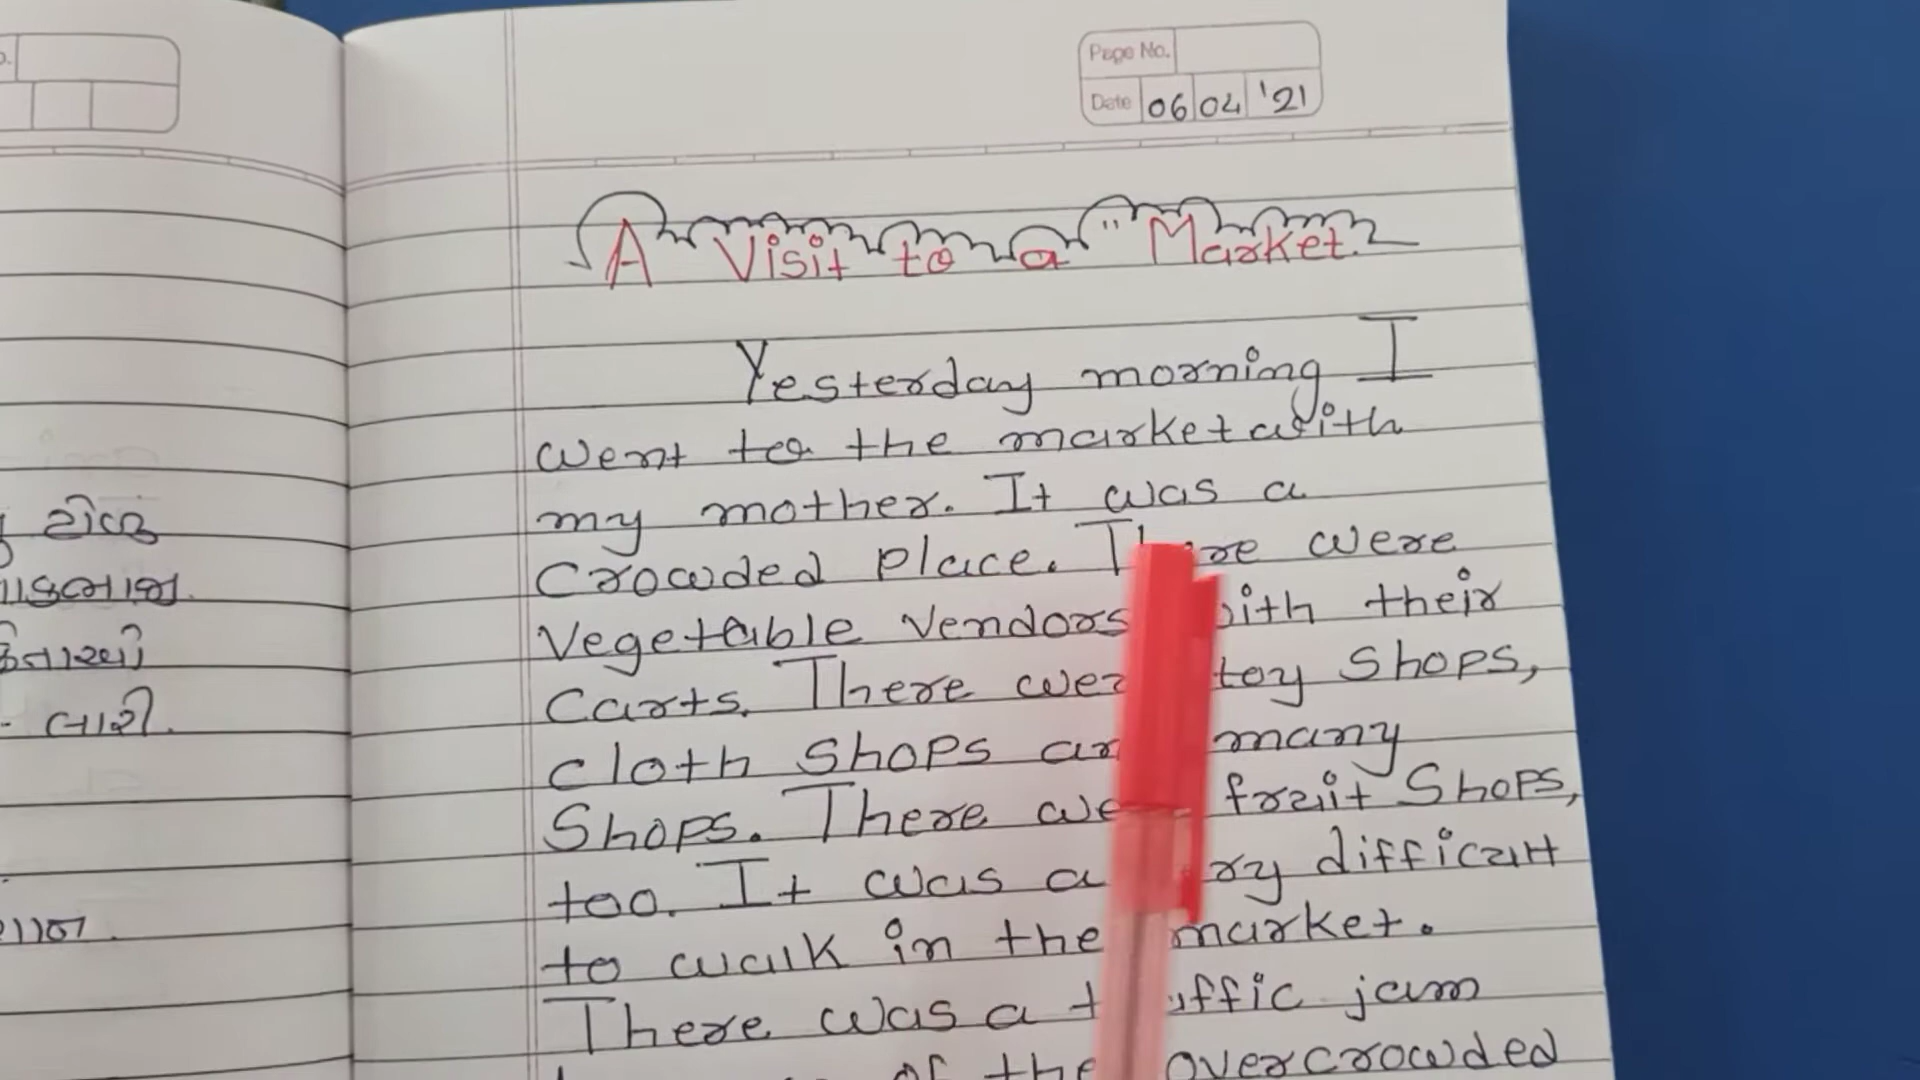 Page No.
Date 06 04 '21
A Visit to a "Market.
Yesterday morning I
went to the market with
my mother. It was a
Crowded place. There were
Vegetable Vendors with their
Carts. There were toy Shops,
cloth Shops and many
Shops. There were fruit Shops,
too. It was a very difficult
to walk in the market.
There was a traffic jam
of the overcrowded